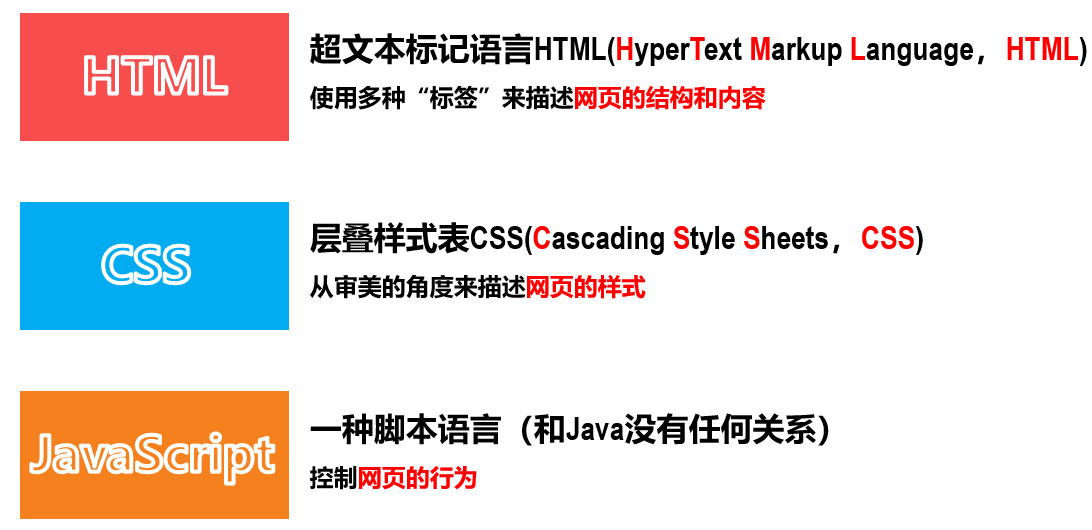 HTML
超文本标记语言HTML(HyperText Markup Language，HTML)
使用多种“标签”来描述网页的结构和内容
CSS
层叠样式表CSS(Cascading Style Sheets，CSS)
从审美的角度来描述网页的样式
JavaScript
一种脚本语言（和Java没有任何关系）
控制网页的行为